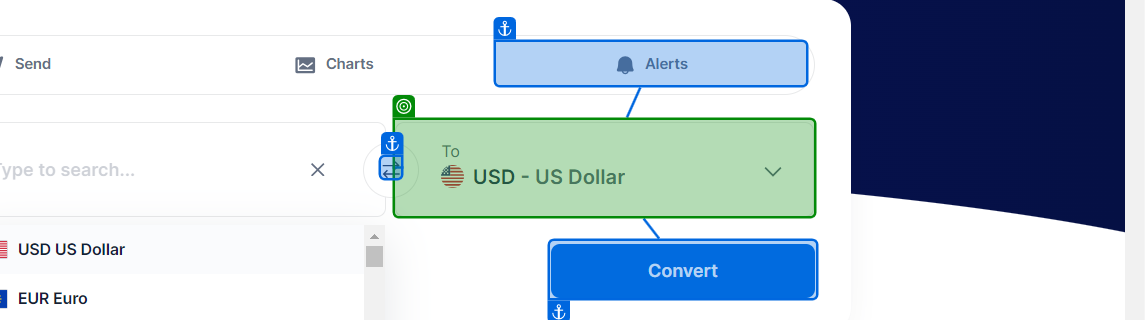 Send
Charts
Alerts
Type to search...
To
USD - US Dollar
USD US Dollar
EUR Euro
Convert